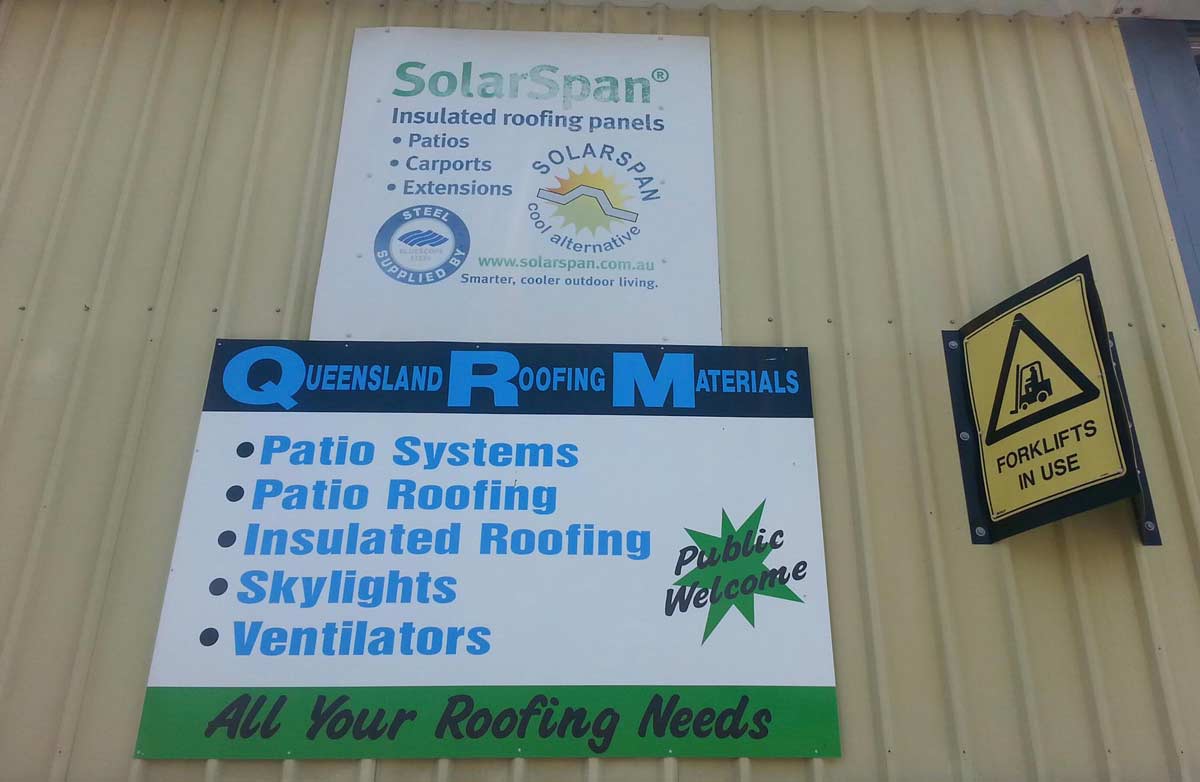 SolarSpan®
Insulated roofing panels
• Patios
• Carports
• Extensions
SOLARSPAN
cool alternative
STEEL
BLUESCOPE
STEEL
SUPPLIED BY
www.solarspan.com.au
Smarter, cooler outdoor living.
QUEENSLAND ROOFING MATERIALS
• Patio Systems
• Patio Roofing
• Insulated Roofing
• Skylights
• Ventilators
Public
Welcome
All Your Roofing Needs
FORKLIFTS
IN USE